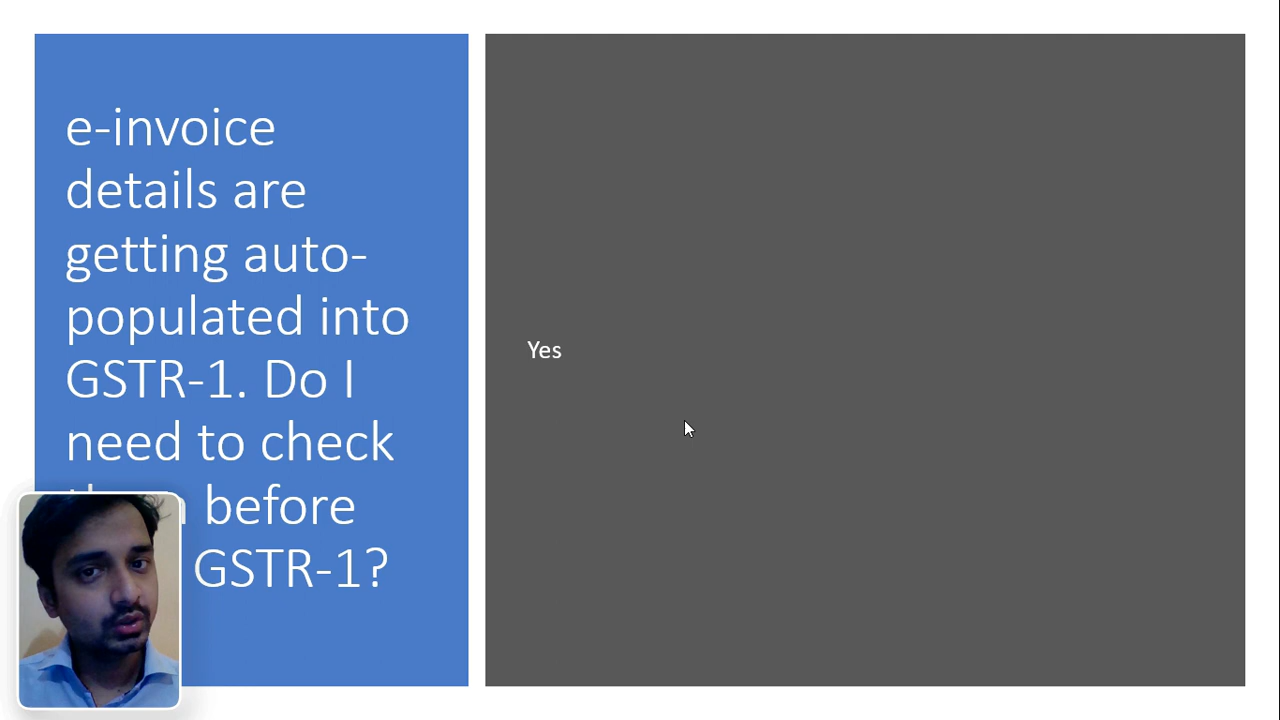 e-invoice
details are
getting auto-
populated into
GSTR-1. Do I
need to check
before
GSTR-1?
Yes